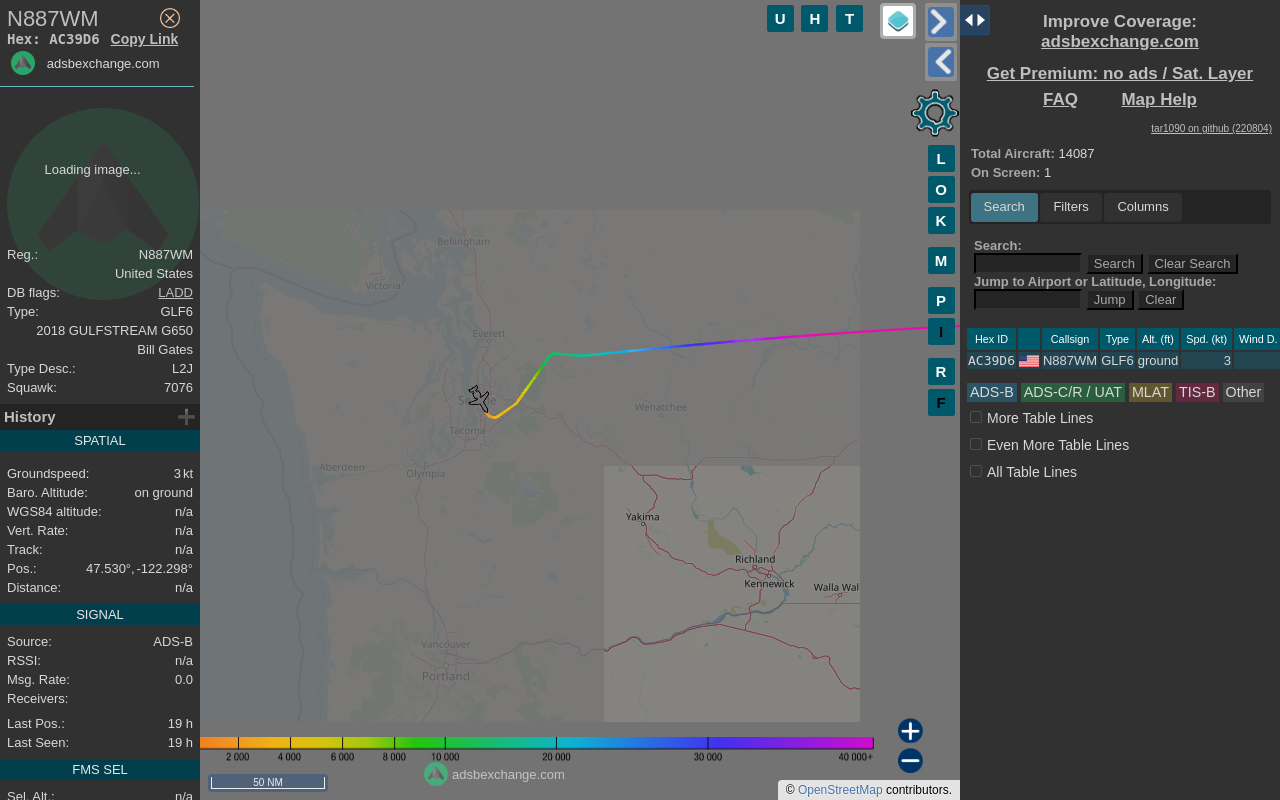 N887WM
Hex: AC39D6 Copy Link
adsbexchange.com
Loading image...
Reg.: N887WM
United States
DB flags: LADD
Type: GLF6
2018 GULFSTREAM G650
Bill Gates
Type Desc.: L2J
Squawk: 7076
History
SPATIAL
Groundspeed: 3 kt
Baro. Altitude: on ground
WGS84 altitude: n/a
Vert. Rate: n/a
Track: n/a
Pos.: 47.530°, -122.298°
Distance: n/a
SIGNAL
Source: ADS-B
RSSI: n/a
Msg. Rate: 0.0
Receivers:
Last Pos.: 19 h
Last Seen: 19 h
FMS SEL
Sel. Alt.: n/a
U H T
L
O
K
M
P
I
R
F
Bellingham
Victoria
Everett
Wenatchee
Tacoma
Aberdeen
Olympia
Yakima
Richland
Kennewick
Walla Wal
Vancouver
Portland
2 000 4 000 6 000 8 000 10 000 20 000 30 000 40 000+
adsbexchange.com
50 NM
© OpenStreetMap contributors.
Improve Coverage:
adsbexchange.com
Get Premium: no ads / Sat. Layer
FAQ Map Help
tar1090 on github (220804)
Total Aircraft: 14087
On Screen: 1
Search Filters Columns
Search:
Search Clear Search
Jump to Airport or Latitude, Longitude:
Jump Clear
Hex ID Callsign Type Alt. (ft) Spd. (kt) Wind D.
AC39D6 N887WM GLF6 ground 3
ADS-B ADS-C/R / UAT MLAT TIS-B Other
More Table Lines
Even More Table Lines
All Table Lines